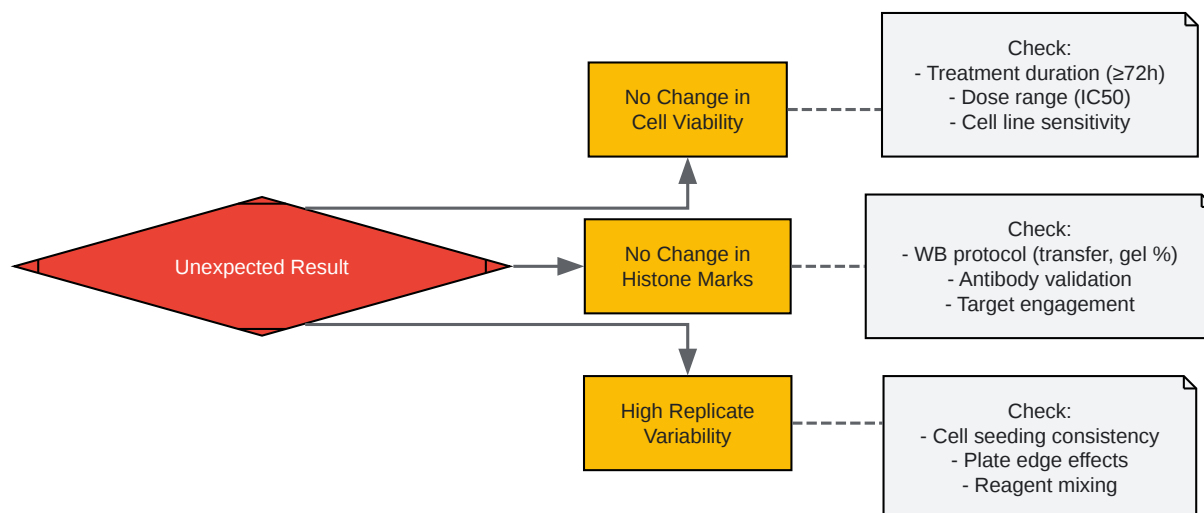 Unexpected Result
No Change in
Cell Viability
Check:
- Treatment duration (≥72h)
- Dose range (IC50)
- Cell line sensitivity
No Change in
Histone Marks
Check:
- WB protocol (transfer, gel %)
- Antibody validation
- Target engagement
High Replicate
Variability
Check:
- Cell seeding consistency
- Plate edge effects
- Reagent mixing